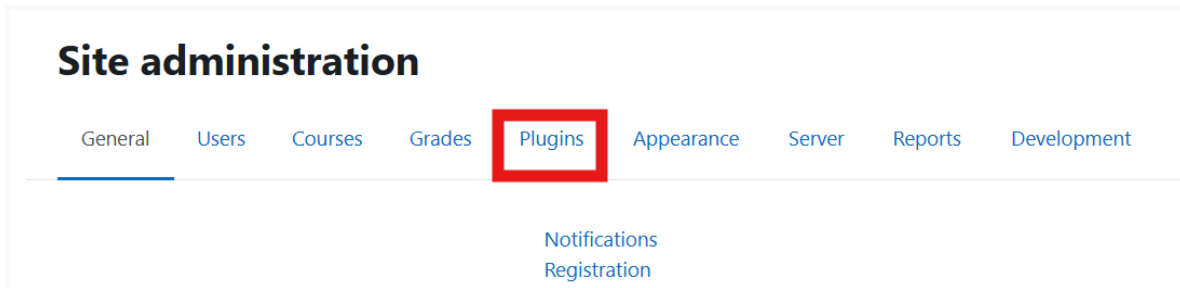 Site administration
General Users Courses Grades Plugins Appearance Server Reports Development
Notifications
Registration